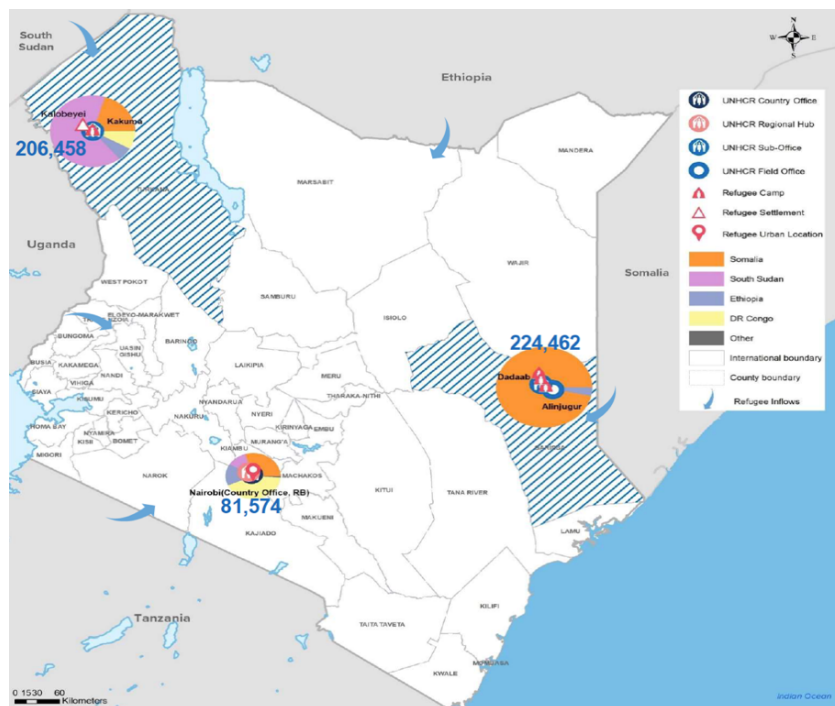 South
Sudan
N
W
E
S
Ethiopia
Kalobeyei
Kakuma
206,458
TURKANA
MANDERA
MARSABIT
Uganda
WAJIR
Somalia
WEST POKOT
SAMBURU
ISIOLO
ELGEYO-MARAKWET
BUNGOMA
UASIN
GISHU
BARINGO
BUSIA
KAKAMEGA
NANDI
VIHIGA
SIAYA
KISUMU
LAIKIPIA
MERU
THARAKA-NITHI
224,462
Dadaab
Alinjugur
GARISSA
HOMA BAY
KERICHO
NYAMIRA
KISII
BOMET
MIGORI
NAKURU
NYANDARUA
NYERI
KIRINYAGA
EMBU
MURANG'A
KIAMBU
NAROK
MACHAKOS
Nairobi(Country Office, RB)
81,574
KITUI
TANA RIVER
MAKUENI
KAJIADO
LAMU
Tanzania
TAITA TAVETA
KILIFI
MOMBASA
KWALE
UNHCR Country Office
UNHCR Regional Hub
UNHCR Sub-Office
UNHCR Field Office
Refugee Camp
Refugee Settlement
Refugee Urban Location
Somalia
South Sudan
Ethiopia
DR Congo
Other
International boundary
County boundary
Refugee Inflows
0 15 30 60
Kilometers
Indian Ocean